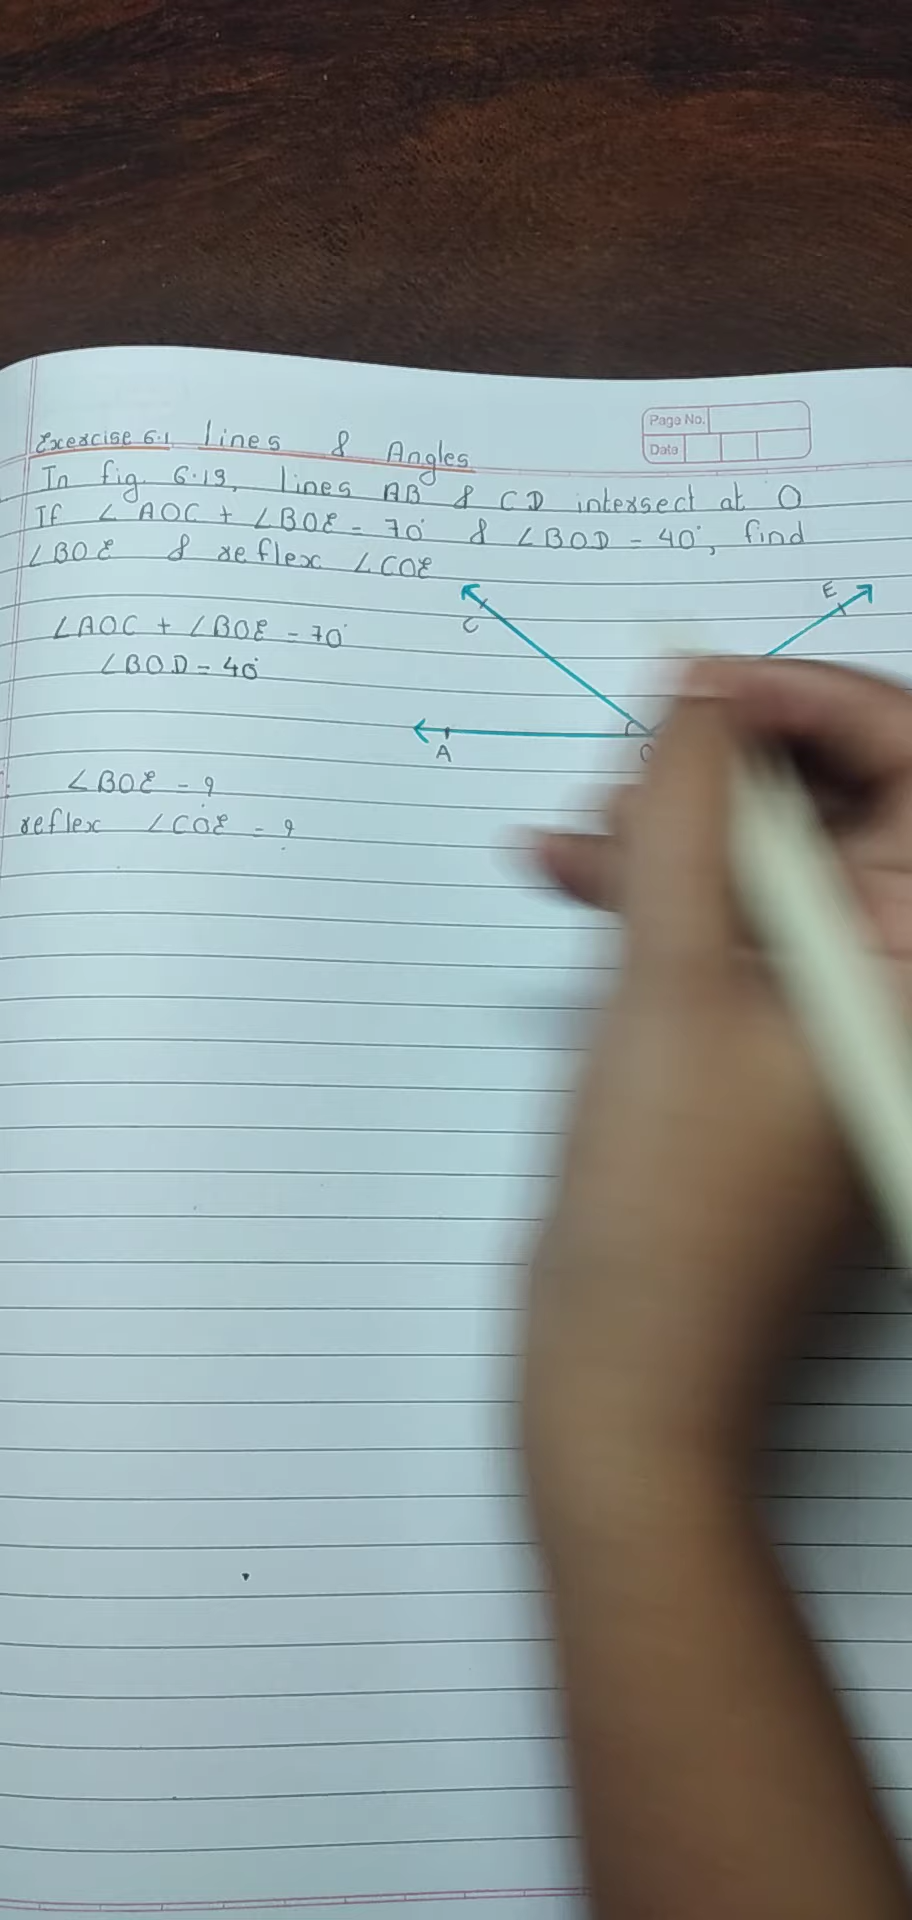 Page No.
Date
Exercise 6.1 Lines & Angles
In fig. 6.13, lines AB & CD intersect at O
If ∠AOC + ∠BOE = 70° & ∠BOD = 40°, find
∠BOE & reflex ∠COE
E
C
∠AOC + ∠BOE = 70°
∠BOD = 40°
A
O
∠BOE = ?
reflex ∠COE = ?